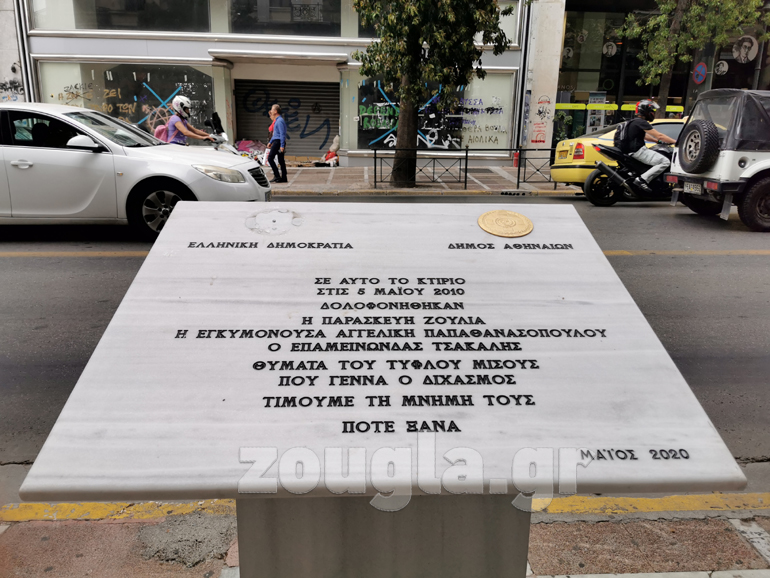 ΕΛΛΗΝΙΚΗ ΔΗΜΟΚΡΑΤΙΑ
ΔΗΜΟΣ ΑΘΗΝΑΙΩΝ
ΣΕ ΑΥΤΟ ΤΟ ΚΤΙΡΙΟ
ΣΤΙΣ 5 ΜΑΪΟΥ 2010
ΔΟΛΟΦΟΝΗΘΗΚΑΝ
Η ΠΑΡΑΣΚΕΥΗ ΖΟΥΛΙΑ
Η ΕΓΚΥΜΟΝΟΥΣΑ ΑΓΓΕΛΙΚΗ ΠΑΠΑΘΑΝΑΣΟΠΟΥΛΟΥ
Ο ΕΠΑΜΕΙΝΩΝΔΑΣ ΤΣΑΚΑΛΗΣ
ΘΥΜΑΤΑ ΤΟΥ ΤΥΦΛΟΥ ΜΙΣΟΥΣ
ΠΟΥ ΓΕΝΝΑ Ο ΔΙΧΑΣΜΟΣ
ΤΙΜΟΥΜΕ ΤΗ ΜΝΗΜΗ ΤΟΥΣ
ΠΟΤΕ ΞΑΝΑ
ΜΑΪΟΣ 2020
zougla.gr